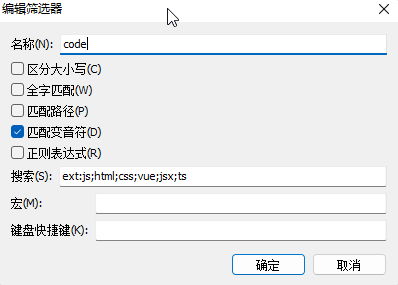 编辑筛选器
名称(N): code
区分大小写(C)
全字匹配(W)
匹配路径(P)
匹配变音符(D)
正则表达式(R)
搜索(S): ext:js;html;css;vue;jsx;ts
宏(M):
键盘快捷键(K):
确定 取消